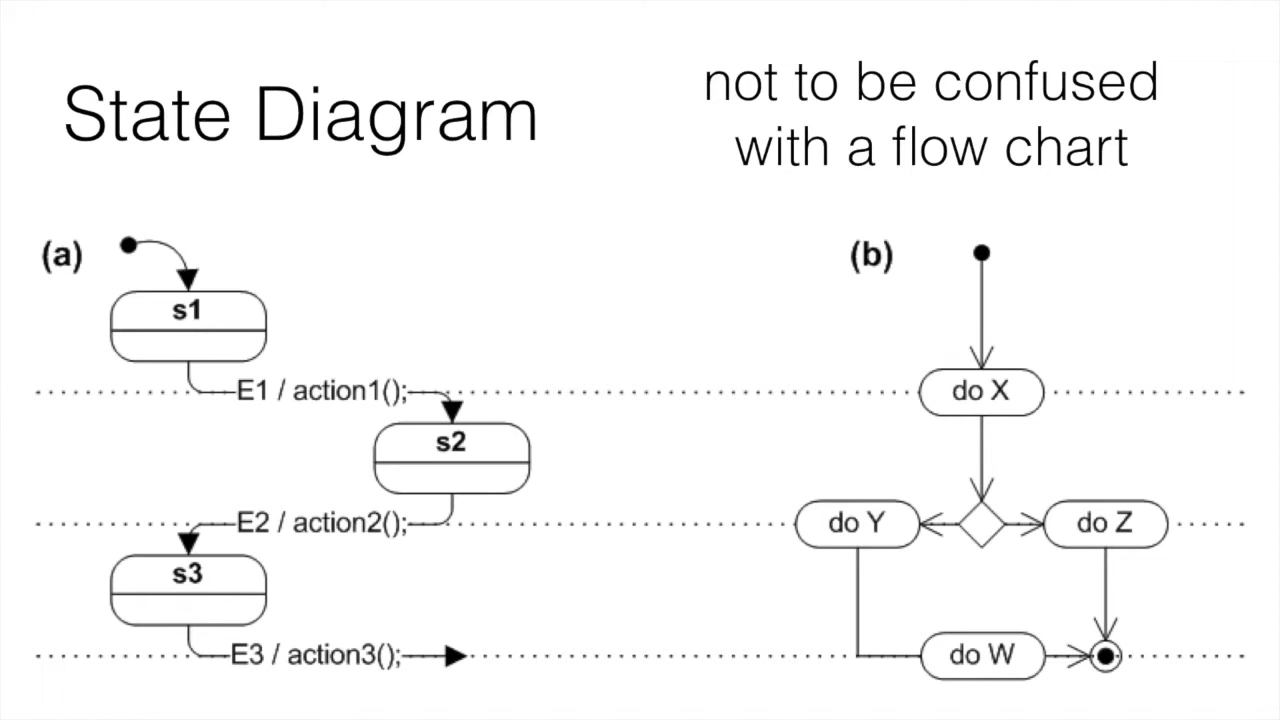 State Diagram
not to be confused
with a flow chart
(a)
s1
E1 / action1();
s2
E2 / action2();
s3
E3 / action3();
(b)
do X
do Y
do Z
do W